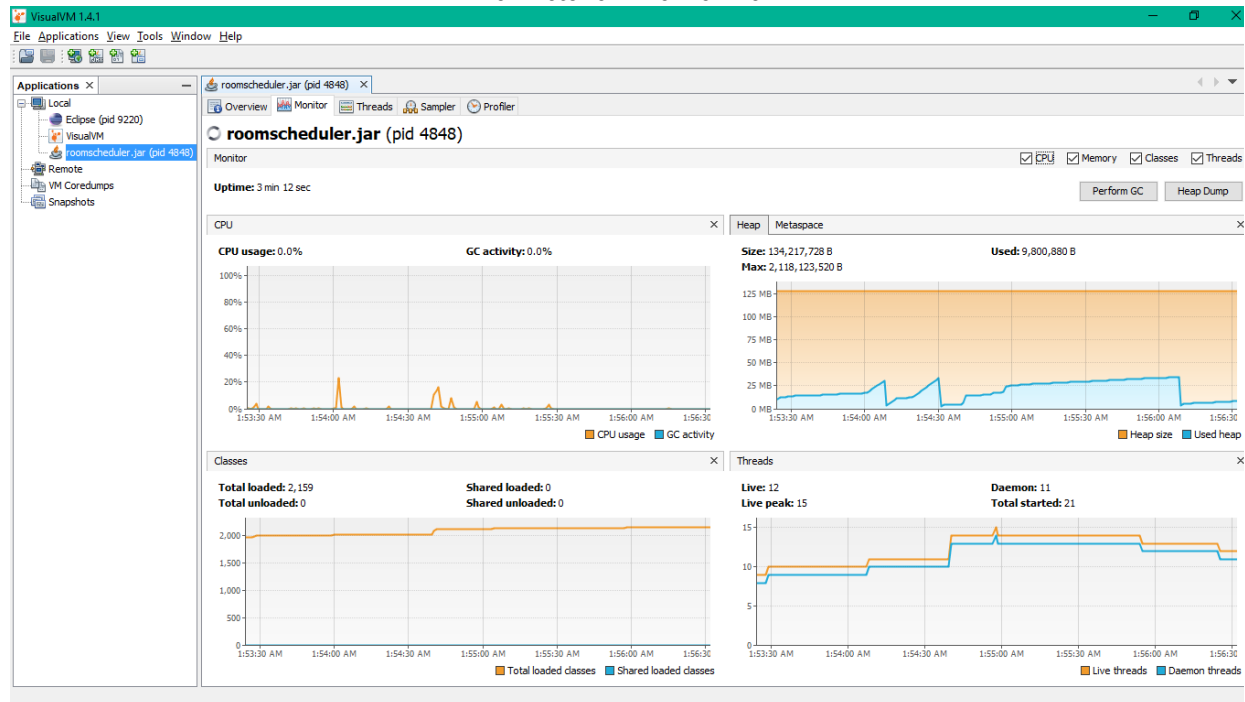 VisualVM 1.4.1
File Applications View Tools Window Help
Applications
Local
Eclipse (pid 9220)
VisualVM
roomscheduler.jar (pid 4848)
Remote
VM Coredumps
Snapshots
roomscheduler.jar (pid 4848)
Overview Monitor Threads Sampler Profiler
roomscheduler.jar (pid 4848)
Monitor CPU Memory Classes Threads
Uptime: 3 min 12 sec Perform GC Heap Dump
CPU
CPU usage: 0.0% GC activity: 0.0%
100%
80%
60%
40%
20%
0%
1:53:30 AM 1:54:00 AM 1:54:30 AM 1:55:00 AM 1:55:30 AM 1:56:00 AM 1:56:30
CPU usage GC activity
Heap Metaspace
Size: 134,217,728 B Used: 9,800,880 B
Max: 2,118,123,520 B
125 MB
100 MB
75 MB
50 MB
25 MB
0 MB
1:53:30 AM 1:54:00 AM 1:54:30 AM 1:55:00 AM 1:55:30 AM 1:56:00 AM 1:56:30
Heap size Used heap
Classes
Total loaded: 2,159 Shared loaded: 0
Total unloaded: 0 Shared unloaded: 0
2,000
1,500
1,000
500
0
1:53:30 AM 1:54:00 AM 1:54:30 AM 1:55:00 AM 1:55:30 AM 1:56:00 AM 1:56:30
Total loaded classes Shared loaded classes
Threads
Live: 12 Daemon: 11
Live peak: 15 Total started: 21
15
10
5
0
1:53:30 AM 1:54:00 AM 1:54:30 AM 1:55:00 AM 1:55:30 AM 1:56:00 AM 1:56:30
Live threads Daemon threads